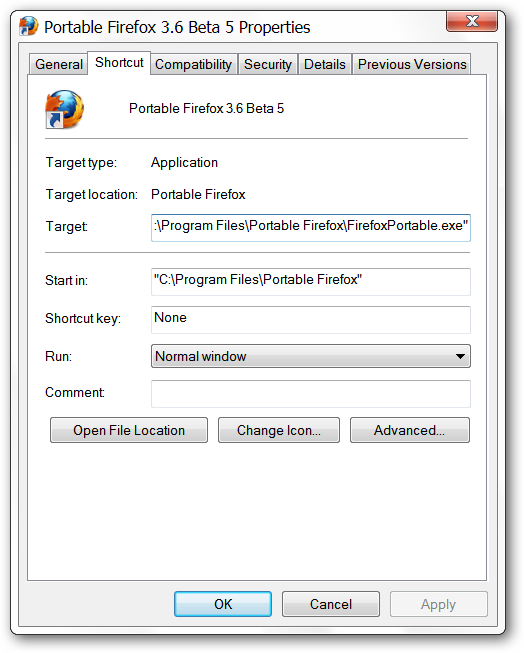 Portable Firefox 3.6 Beta 5 Properties
General Shortcut Compatibility Security Details Previous Versions
Portable Firefox 3.6 Beta 5
Target type: Application
Target location: Portable Firefox
Target: :\Program Files\Portable Firefox\FirefoxPortable.exe"
Start in: "C:\Program Files\Portable Firefox"
Shortcut key: None
Run: Normal window
Comment:
Open File Location Change Icon... Advanced...
OK Cancel Apply